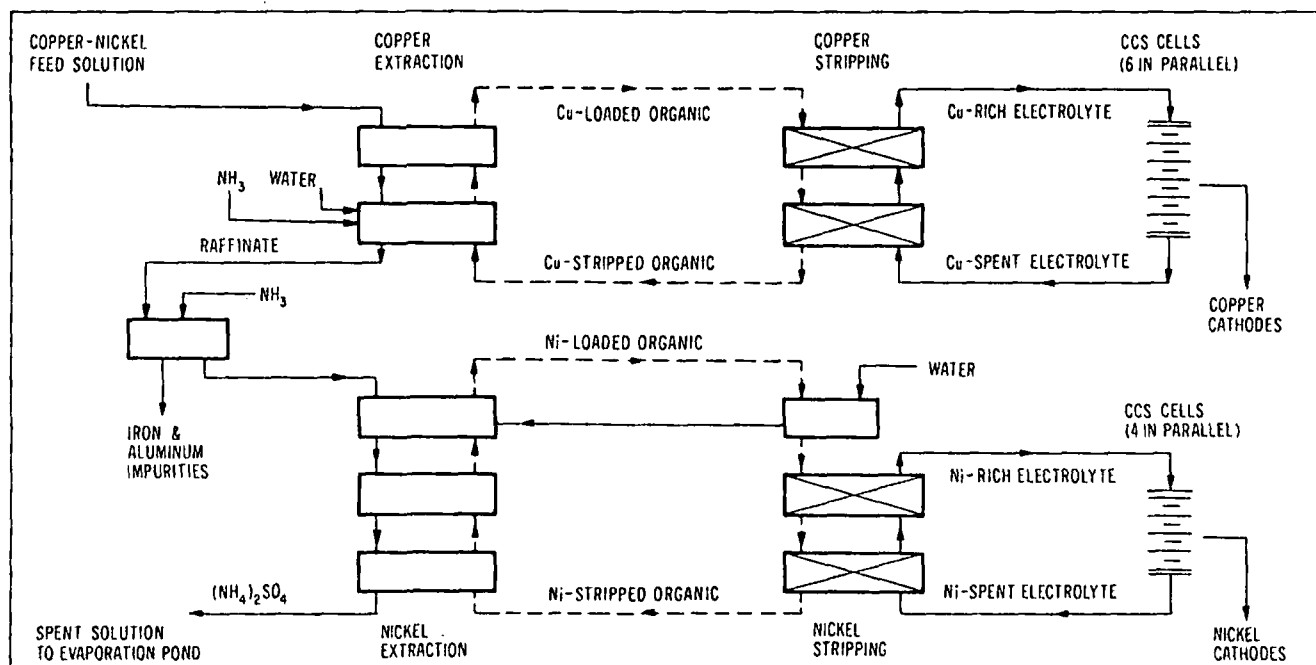 COPPER-NICKEL
FEED SOLUTION
COPPER
EXTRACTION
COPPER
STRIPPING
CCS CELLS
(6 IN PARALLEL)
Cu-LOADED ORGANIC
Cu-RICH ELECTROLYTE
NH3 WATER
RAFFINATE
Cu-STRIPPED ORGANIC
Cu-SPENT ELECTROLYTE
NH3
COPPER
CATHODES
Ni-LOADED ORGANIC
WATER
IRON &
ALUMINUM
IMPURITIES
CCS CELLS
(4 IN PARALLEL)
Ni-RICH ELECTROLYTE
(NH4)2SO4
Ni-STRIPPED ORGANIC
Ni-SPENT ELECTROLYTE
SPENT SOLUTION
TO EVAPORATION POND
NICKEL
EXTRACTION
NICKEL
STRIPPING
NICKEL
CATHODES